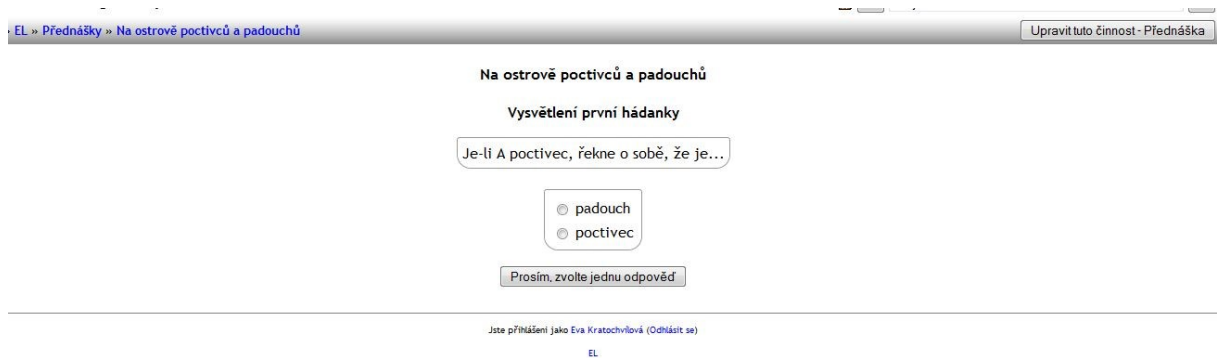 EL » Přednášky » Na ostrově poctivců a padouchů
Upravit tuto činnost - Přednáška
Na ostrově poctivců a padouchů
Vysvětlení první hádanky
Je-li A poctivec, řekne o sobě, že je...
padouch
poctivec
Prosím, zvolte jednu odpověď
Jste přihlášeni jako Eva Kratochvílová (Odhlásit se)
EL